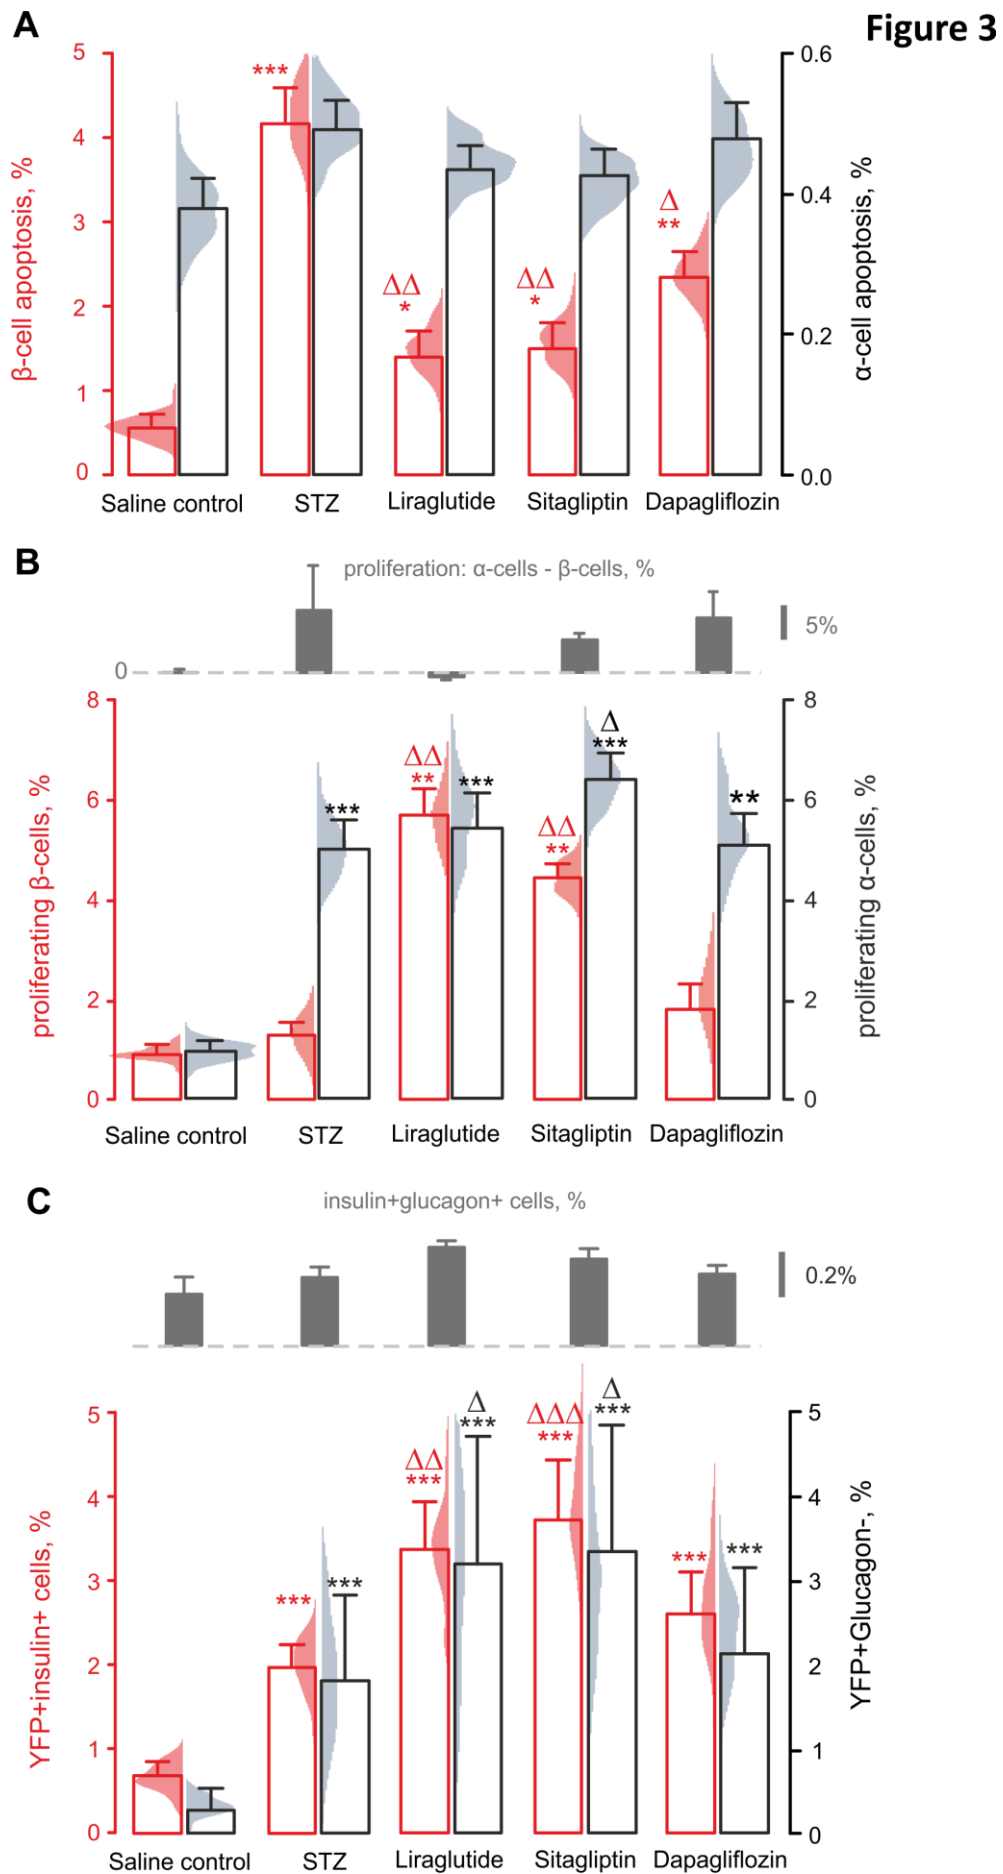 A
Figure 3
β-cell apoptosis, %
5
4
3
2
1
0
***
ΔΔ
*
ΔΔ
*
Δ
**
0.6
0.4
0.2
0.0
α-cell apoptosis, %
Saline control
STZ
Liraglutide
Sitagliptin
Dapagliflozin
B
proliferation: α-cells - β-cells, %
5%
0
proliferating β-cells, %
8
6
4
2
0
***
ΔΔ
**
***
ΔΔ
**
Δ
***
**
8
6
4
2
0
proliferating α-cells, %
Saline control
STZ
Liraglutide
Sitagliptin
Dapagliflozin
C
insulin+glucagon+ cells, %
0.2%
YFP+insulin+ cells, %
5
4
3
2
1
0
***
***
ΔΔ
***
Δ
***
ΔΔΔ
***
Δ
***
***
***
5
4
3
2
1
0
YFP+Glucagon-, %
Saline control
STZ
Liraglutide
Sitagliptin
Dapagliflozin